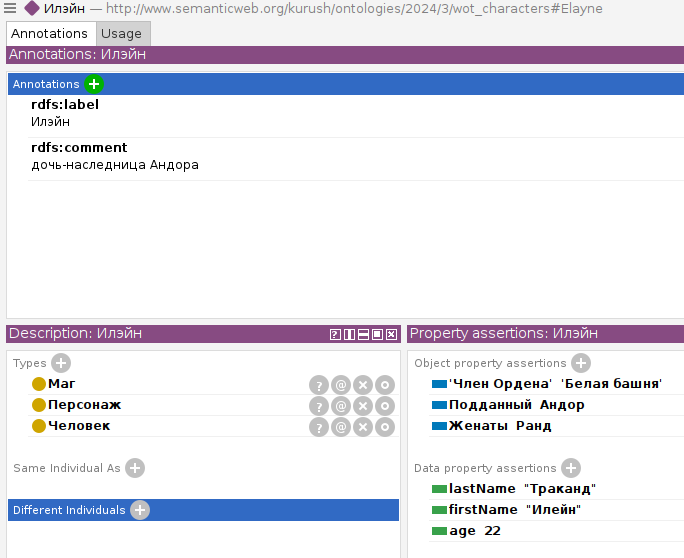 Илэйн — http://www.semanticweb.org/kurush/ontologies/2024/3/wot_characters#Elayne
Annotations Usage
Annotations: Илэйн
Annotations
rdfs:label
Илэйн
rdfs:comment
дочь-наследница Андора
Description: Илэйн
Types
Маг
Персонаж
Человек
Same Individual As
Different Individuals
Property assertions: Илэйн
Object property assertions
'Член Ордена' 'Белая башня'
Подданный Андор
Женаты Ранд
Data property assertions
lastName "Траканд"
firstName "Илейн"
age 22